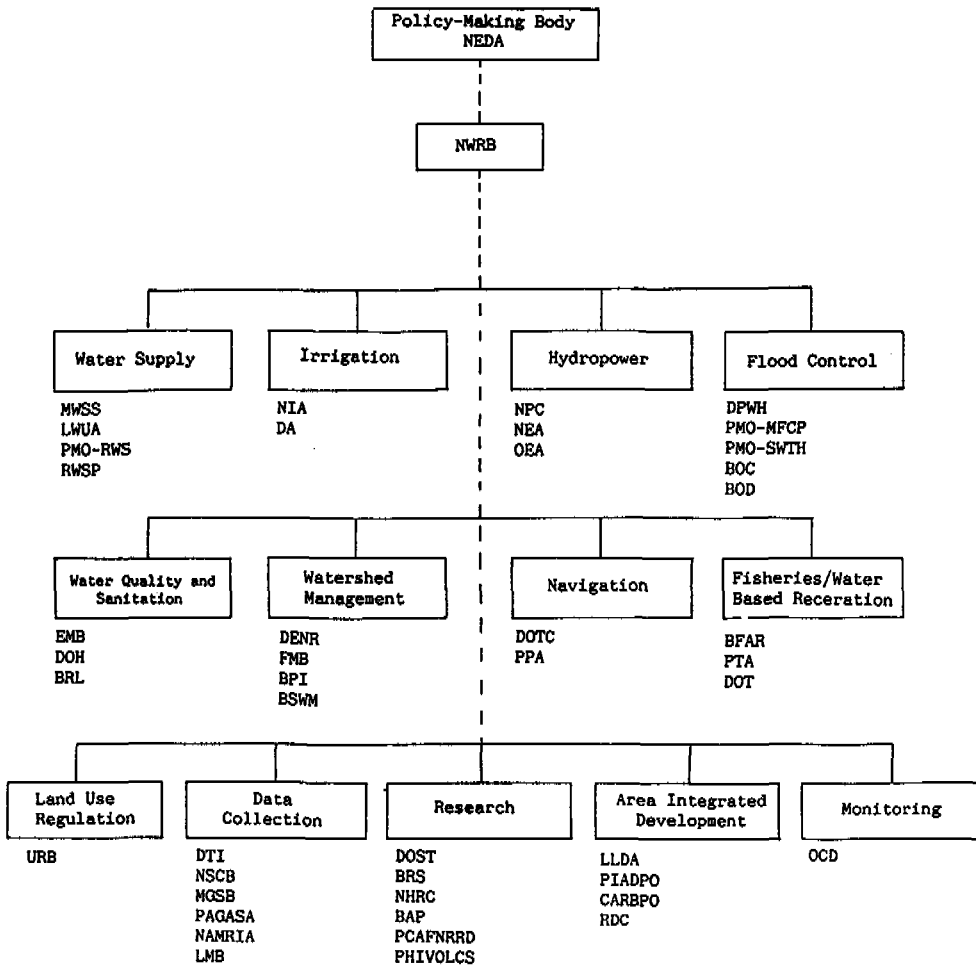 Policy-Making Body
NEDA
NWRB
Water Supply
MWSS
LWUA
PMO-RWS
RWSP
Irrigation
NIA
DA
Hydropower
NPC
NEA
OEA
Flood Control
DPWH
PMO-MFCP
PMO-SWTH
BOC
BOD
Water Quality and
Sanitation
EMB
DOH
BRL
Watershed
Management
DENR
FMB
BPI
BSWM
Navigation
DOTC
PPA
Fisheries/Water
Based Receration
BFAR
PTA
DOT
Land Use
Regulation
URB
Data
Collection
DTI
NSCB
MGSB
PAGASA
NAMRIA
LMB
Research
DOST
BRS
NHRC
BAP
PCAFNRRD
PHIVOLCS
Area Integrated
Development
LLDA
PIADPO
CARBPO
RDC
Monitoring
OCD